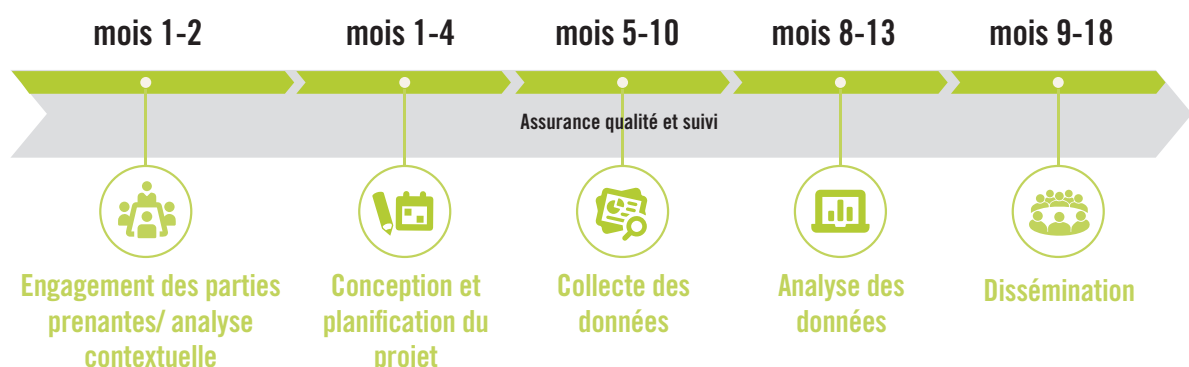 mois 1-2
mois 1-4
mois 5-10
mois 8-13
mois 9-18
Assurance qualité et suivi
Engagement des parties
prenantes/ analyse
contextuelle
Conception et
planification du
projet
Collecte des
données
Analyse des
données
Dissémination